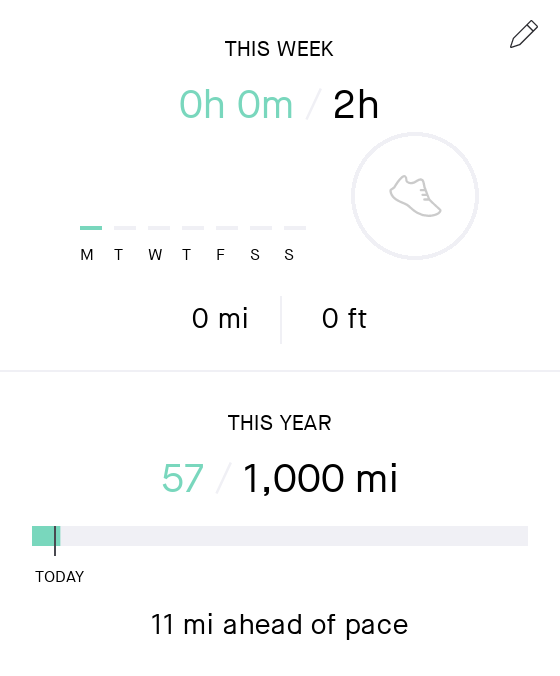 THIS WEEK
0h 0m / 2h
M T W T F S S
0 mi 0 ft
THIS YEAR
57 / 1,000 mi
TODAY
11 mi ahead of pace